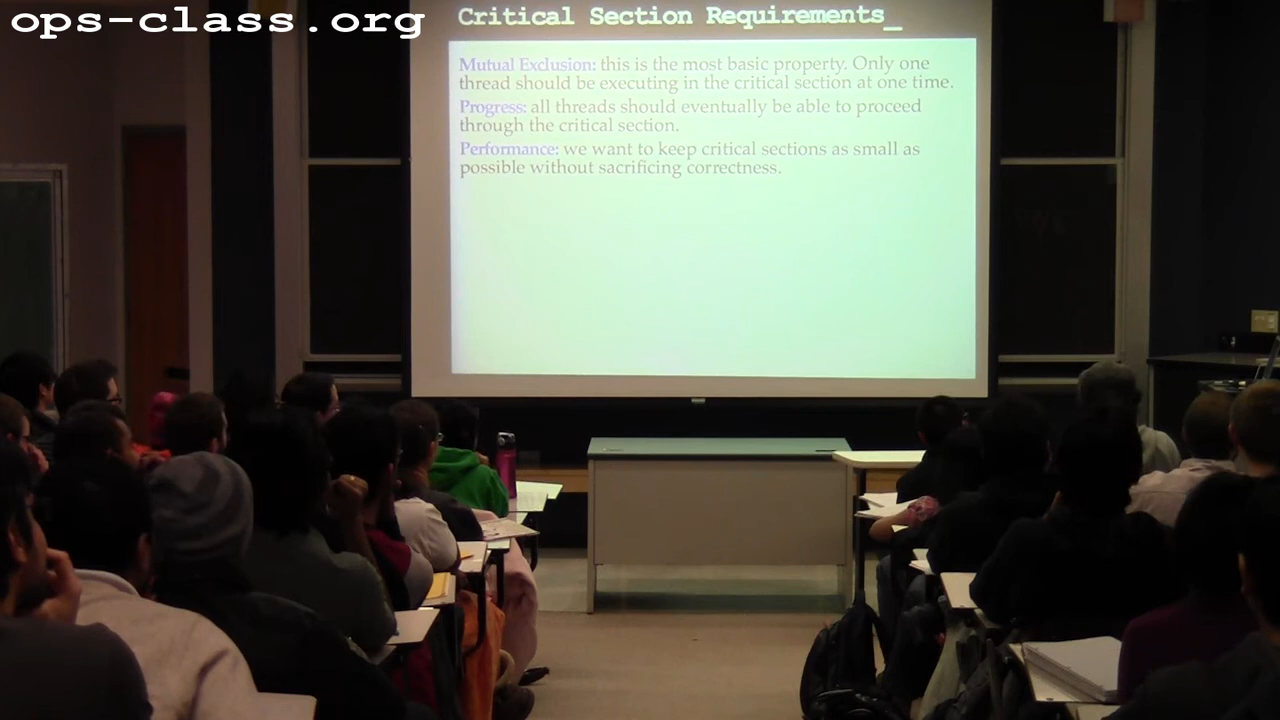 ops-class.org
Critical Section Requirements_
Mutual Exclusion: this is the most basic property. Only one
thread should be executing in the critical section at one time.
Progress: all threads should eventually be able to proceed
through the critical section.
Performance: we want to keep critical sections as small as
possible without sacrificing correctness.